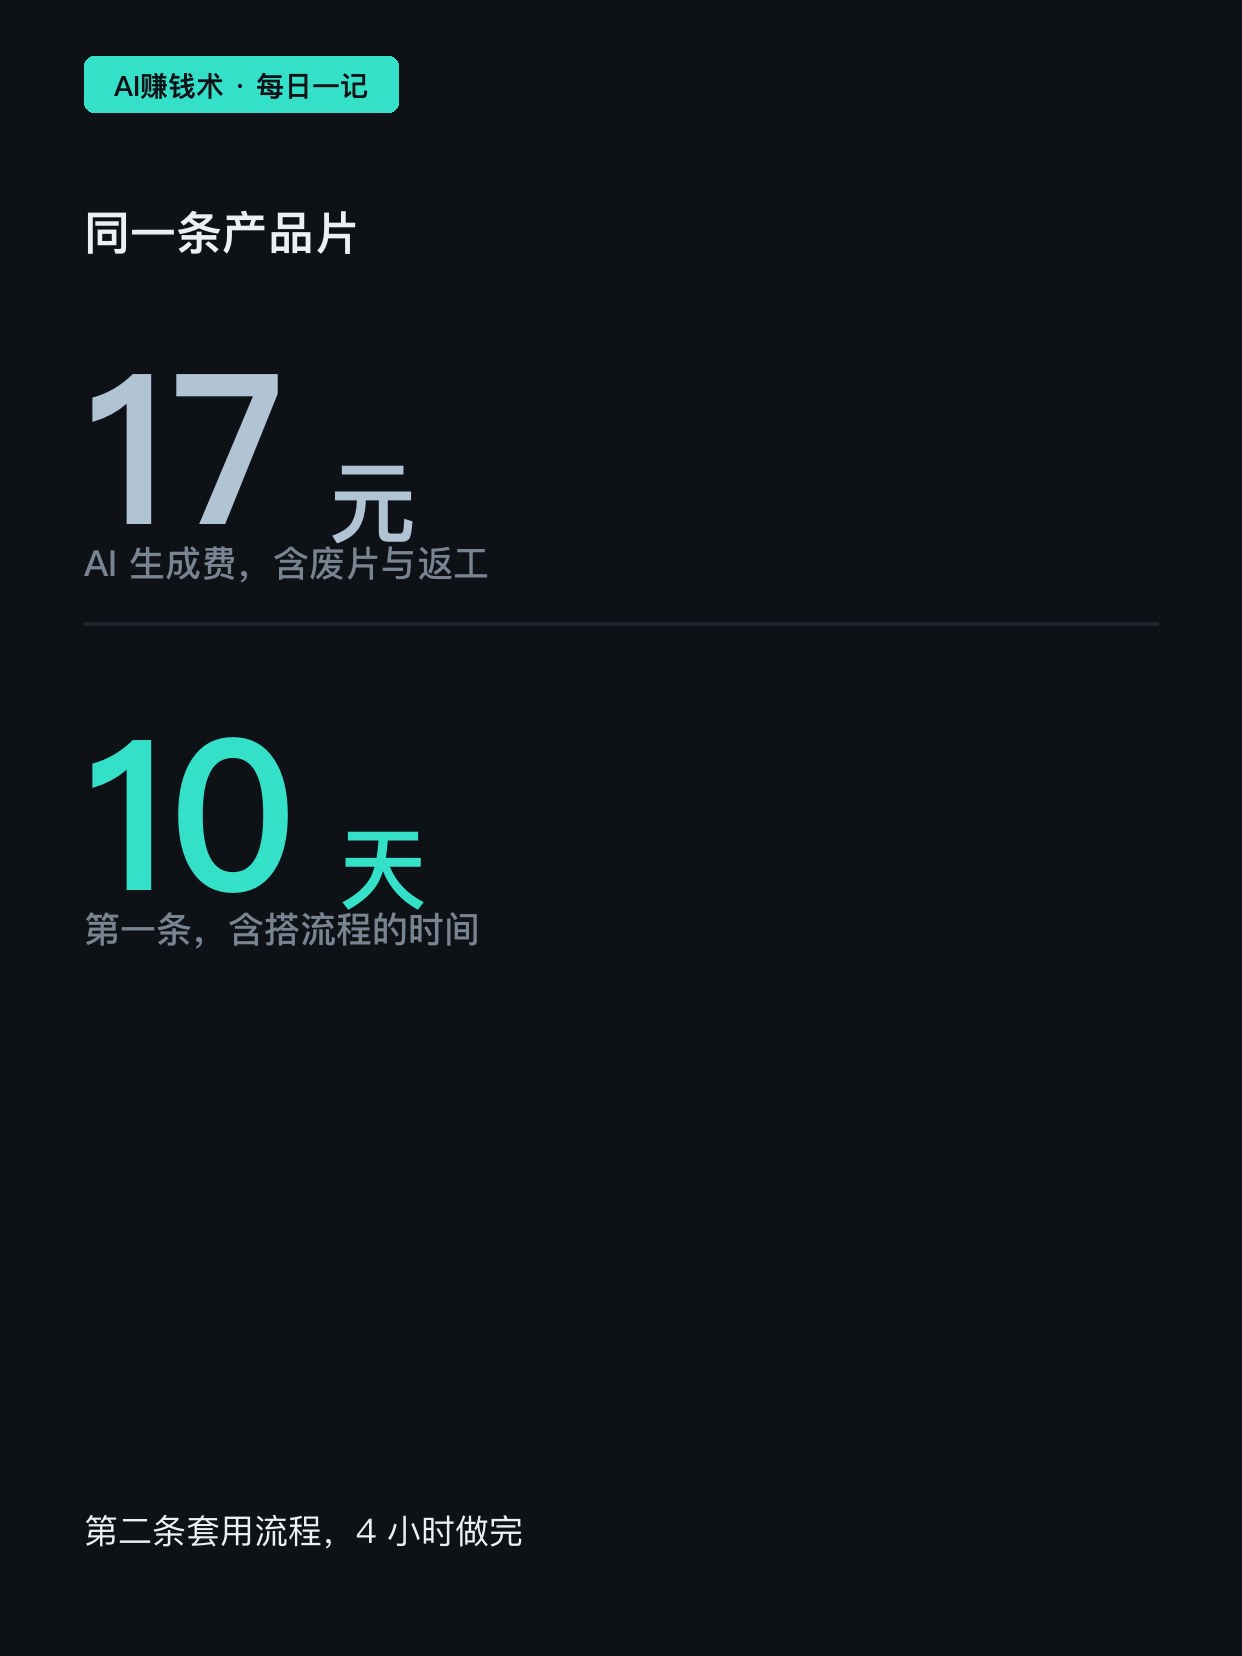 AI赚钱术 · 每日一记
同一条产品片
17 元
AI 生成费，含废片与返工
10 天
第一条，含搭流程的时间
第二条套用流程，4 小时做完